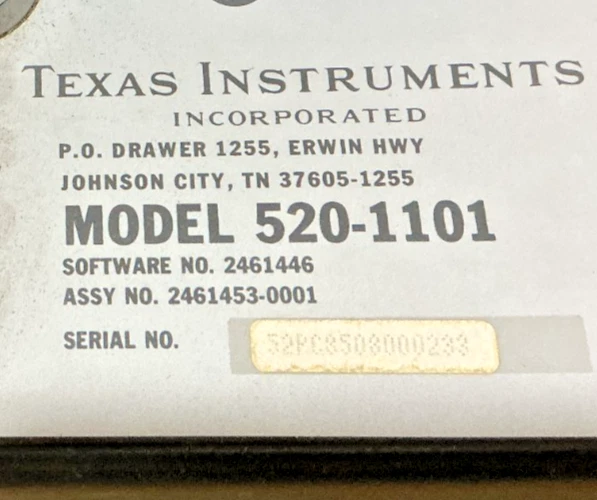 TEXAS INSTRUMENTS
INCORPORATED
P.O. DRAWER 1255, ERWIN HWY
JOHNSON CITY, TN 37605-1255
MODEL 520-1101
SOFTWARE NO. 2461446
ASSY NO. 2461453-0001
SERIAL NO.